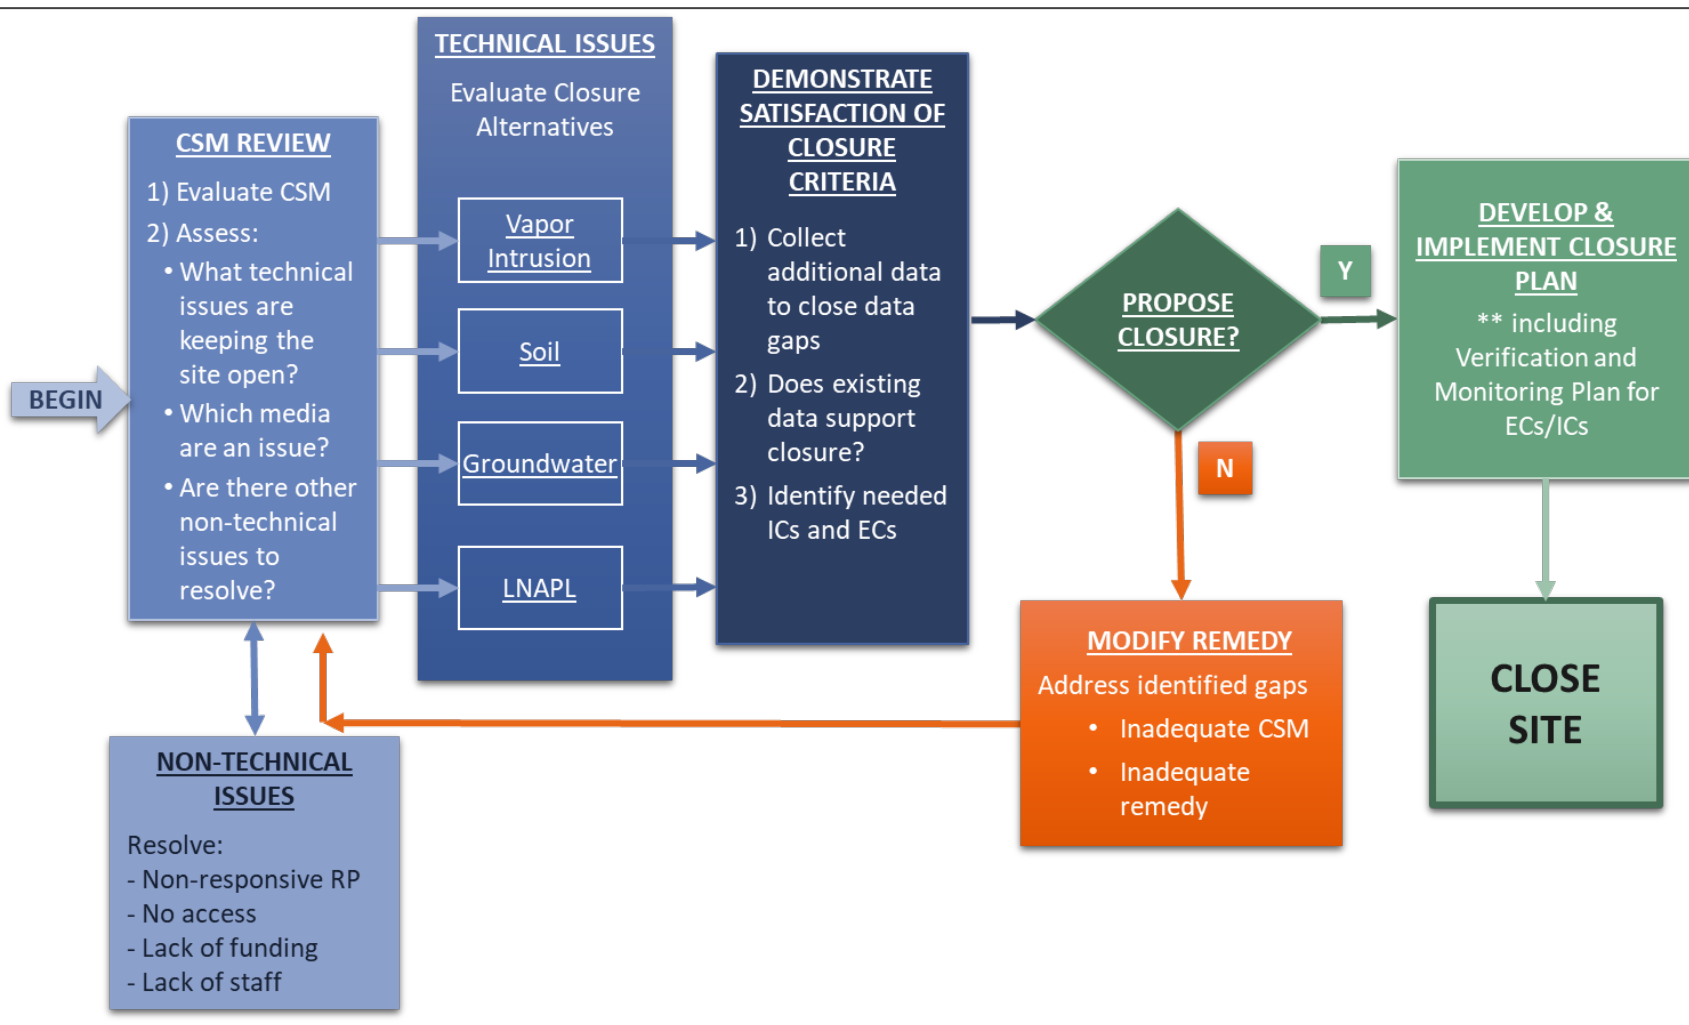 BEGIN
CSM REVIEW
1) Evaluate CSM
2) Assess:
• What technical
issues are
keeping the
site open?
• Which media
are an issue?
• Are there other
non-technical
issues to
resolve?
NON-TECHNICAL
ISSUES
Resolve:
- Non-responsive RP
- No access
- Lack of funding
- Lack of staff
TECHNICAL ISSUES
Evaluate Closure
Alternatives
Vapor
Intrusion
Soil
Groundwater
LNAPL
DEMONSTRATE
SATISFACTION OF
CLOSURE
CRITERIA
1) Collect
additional data
to close data
gaps
2) Does existing
data support
closure?
3) Identify needed
ICs and ECs
PROPOSE
CLOSURE?
Y
N
MODIFY REMEDY
Address identified gaps
• Inadequate CSM
• Inadequate
remedy
DEVELOP &
IMPLEMENT CLOSURE
PLAN
** including
Verification and
Monitoring Plan for
ECs/ICs
CLOSE
SITE